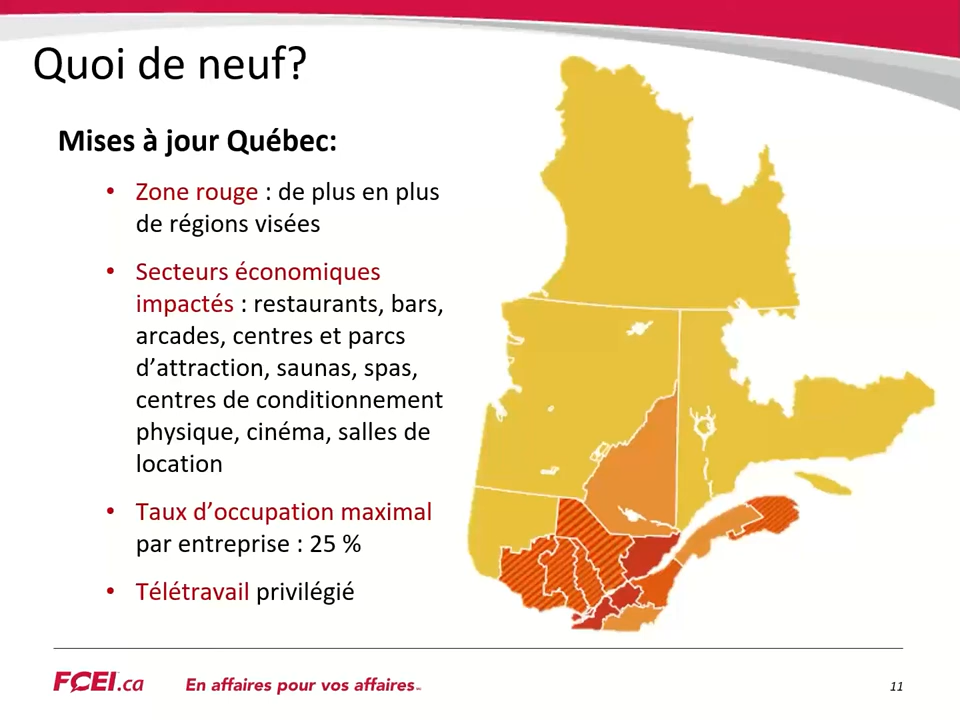 Quoi de neuf?
Mises à jour Québec:
• Zone rouge : de plus en plus
de régions visées
• Secteurs économiques
impactés : restaurants, bars,
arcades, centres et parcs
d’attraction, saunas, spas,
centres de conditionnement
physique, cinéma, salles de
location
• Taux d’occupation maximal
par entreprise : 25 %
• Télétravail privilégié
FCEI.ca
En affaires pour vos affaires
11